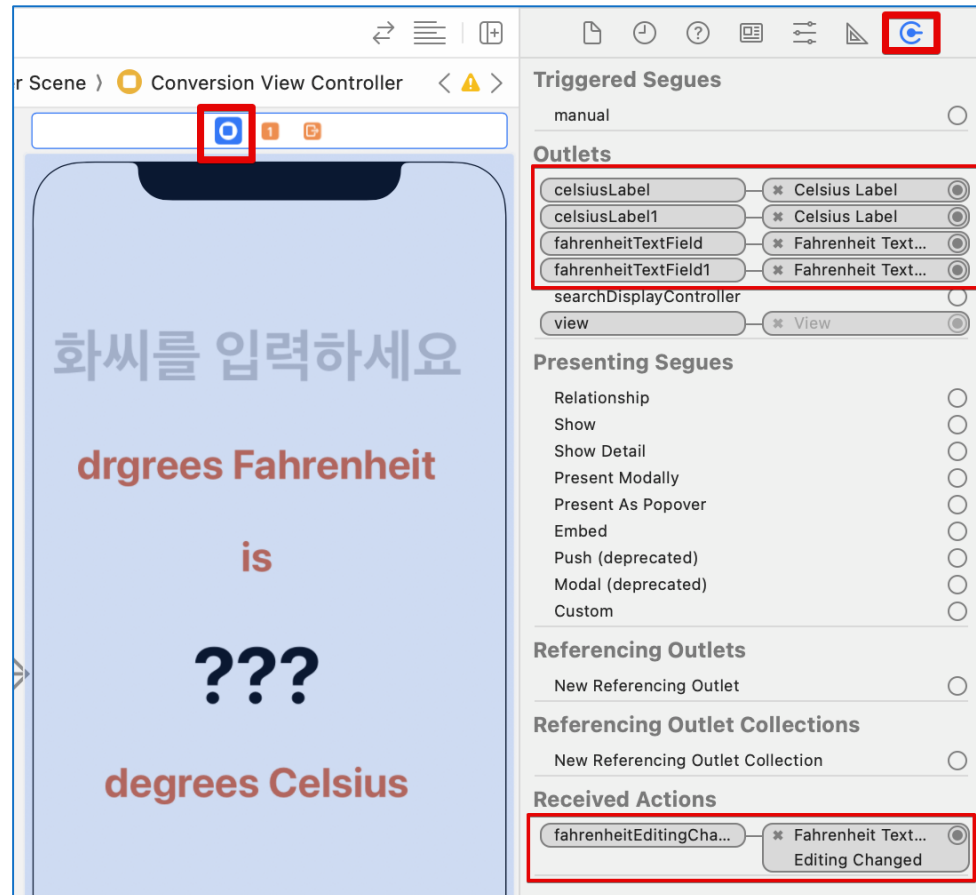 r Scene 〉 Conversion View Controller
1
화씨를 입력하세요
drgrees Fahrenheit
is
???
degrees Celsius
Triggered Segues
manual
Outlets
celsiusLabel Celsius Label
celsiusLabel1 Celsius Label
fahrenheitTextField Fahrenheit Text...
fahrenheitTextField1 Fahrenheit Text...
searchDisplayController
view View
Presenting Segues
Relationship
Show
Show Detail
Present Modally
Present As Popover
Embed
Push (deprecated)
Modal (deprecated)
Custom
Referencing Outlets
New Referencing Outlet
Referencing Outlet Collections
New Referencing Outlet Collection
Received Actions
fahrenheitEditingCha... Fahrenheit Text...
Editing Changed